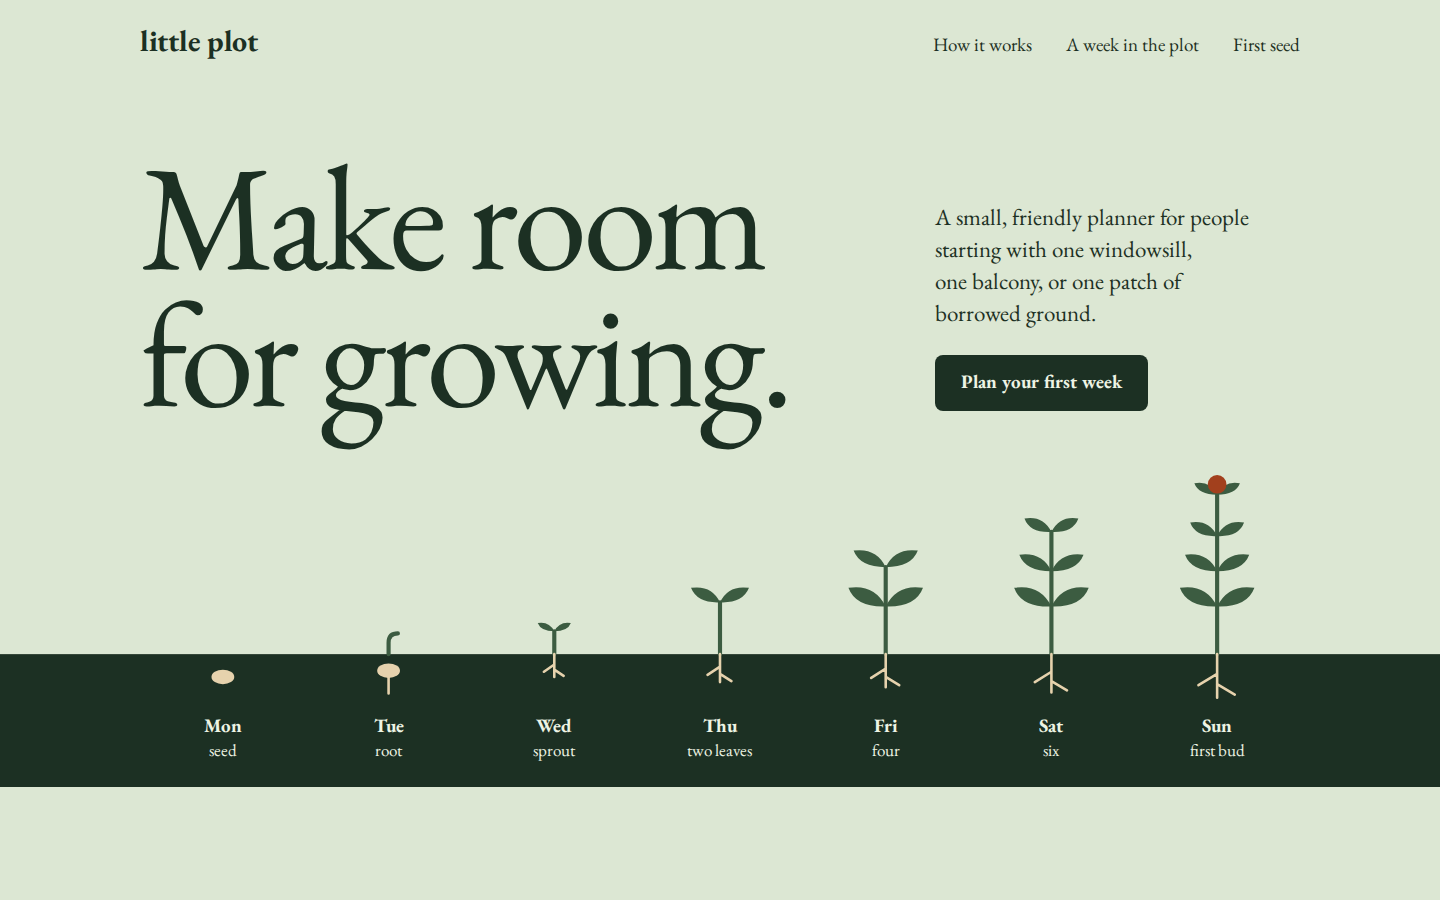 little plot
How it works
A week in the plot
First seed
Make room
for growing.
A small, friendly planner for people
starting with one windowsill,
one balcony, or one patch of
borrowed ground.
Plan your first week
Mon
seed
Tue
root
Wed
sprout
Thu
two leaves
Fri
four
Sat
six
Sun
first bud